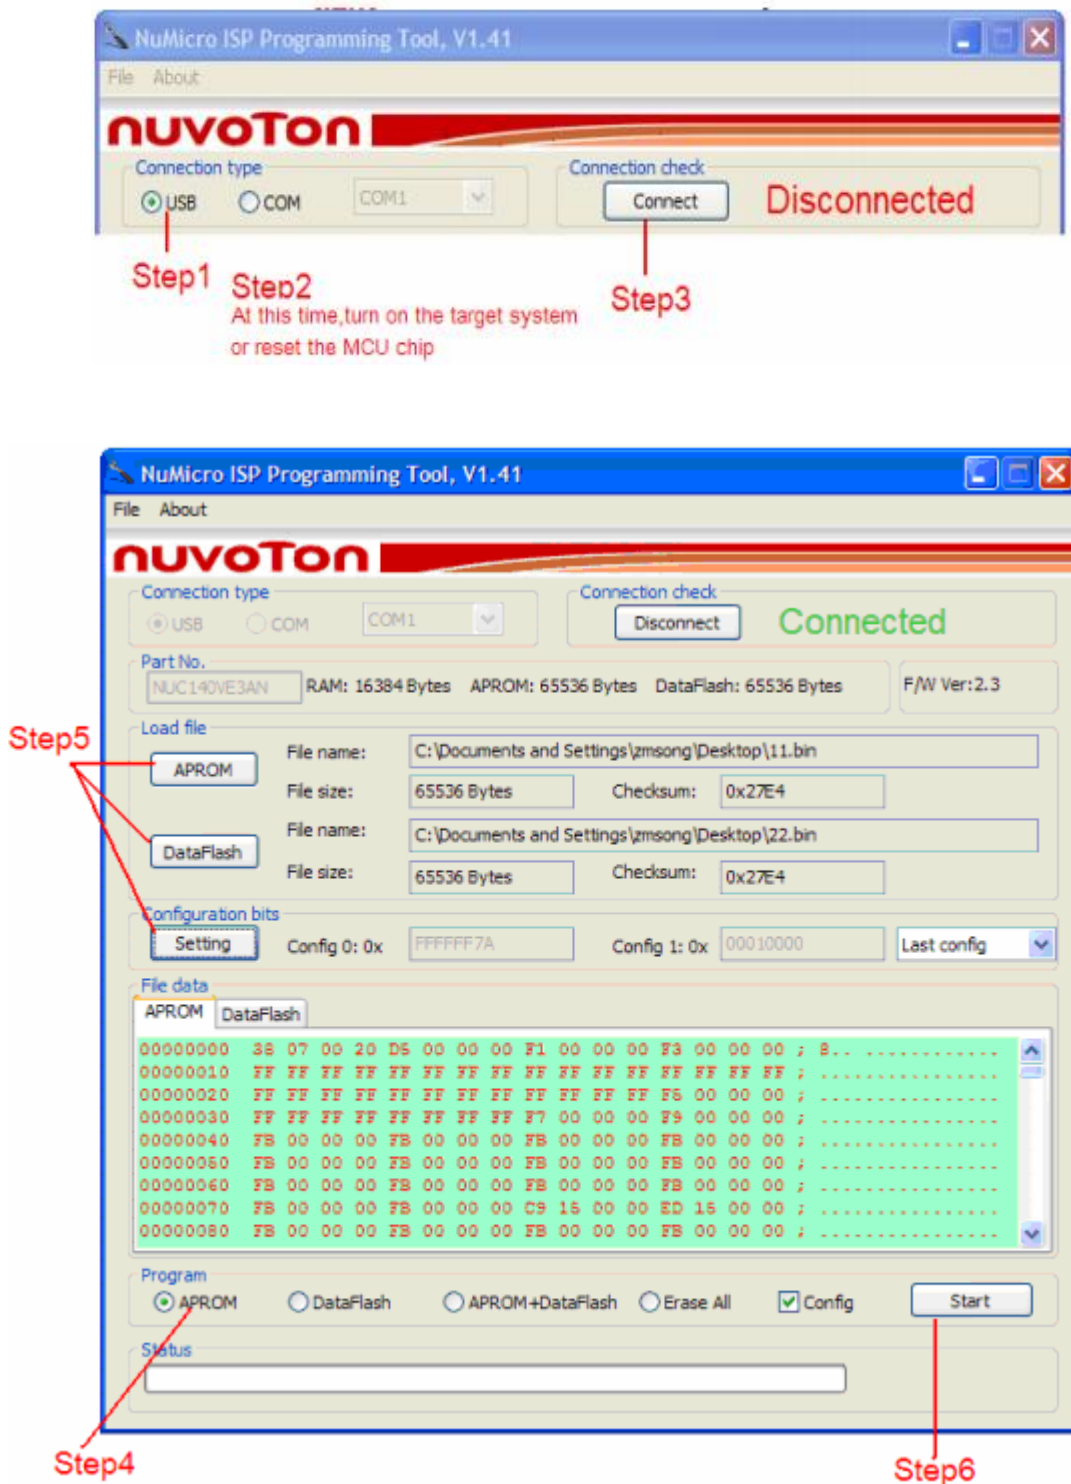 NuMicro ISP Programming Tool, V1.41
File About
nuvoTon
Connection type
USB COM COM1
Connection check
Connect Disconnected
Step1
Step2
At this time,turn on the target system
or reset the MCU chip
Step3
NuMicro ISP Programming Tool, V1.41
File About
nuvoTon
Connection type
USB COM COM1
Connection check
Disconnect Connected
Part No.
NUC140VE3AN RAM: 16384 Bytes APROM: 65536 Bytes DataFlash: 65536 Bytes F/W Ver:2.3
Step5
Load file
APROM File name: C:\Documents and Settings\zmsong\Desktop\11.bin
File size: 65536 Bytes Checksum: 0x27E4
DataFlash File name: C:\Documents and Settings\zmsong\Desktop\22.bin
File size: 65536 Bytes Checksum: 0x27E4
Configuration bits
Setting Config 0: 0x FFFFFF7A Config 1: 0x 00010000 Last config
File data
APROM DataFlash
00000000 38 07 00 20 D5 00 00 00 F1 00 00 00 F3 00 00 00 ; 8.. ............
00000010 FF FF FF FF FF FF FF FF FF FF FF FF FF FF FF FF ; ................
00000020 FF FF FF FF FF FF FF FF FF FF FF FF F5 00 00 00 ; ................
00000030 FF FF FF FF FF FF FF FF F7 00 00 00 F9 00 00 00 ; ................
00000040 FB 00 00 00 FB 00 00 00 FB 00 00 00 FB 00 00 00 ; ................
00000050 FB 00 00 00 FB 00 00 00 FB 00 00 00 FB 00 00 00 ; ................
00000060 FB 00 00 00 FB 00 00 00 FB 00 00 00 FB 00 00 00 ; ................
00000070 FB 00 00 00 FB 00 00 00 C9 15 00 00 ED 15 00 00 ; ................
00000080 FB 00 00 00 FB 00 00 00 FB 00 00 00 FB 00 00 00 ; ................
Program
APROM DataFlash APROM+DataFlash Erase All Config Start
Status
Step4
Step6